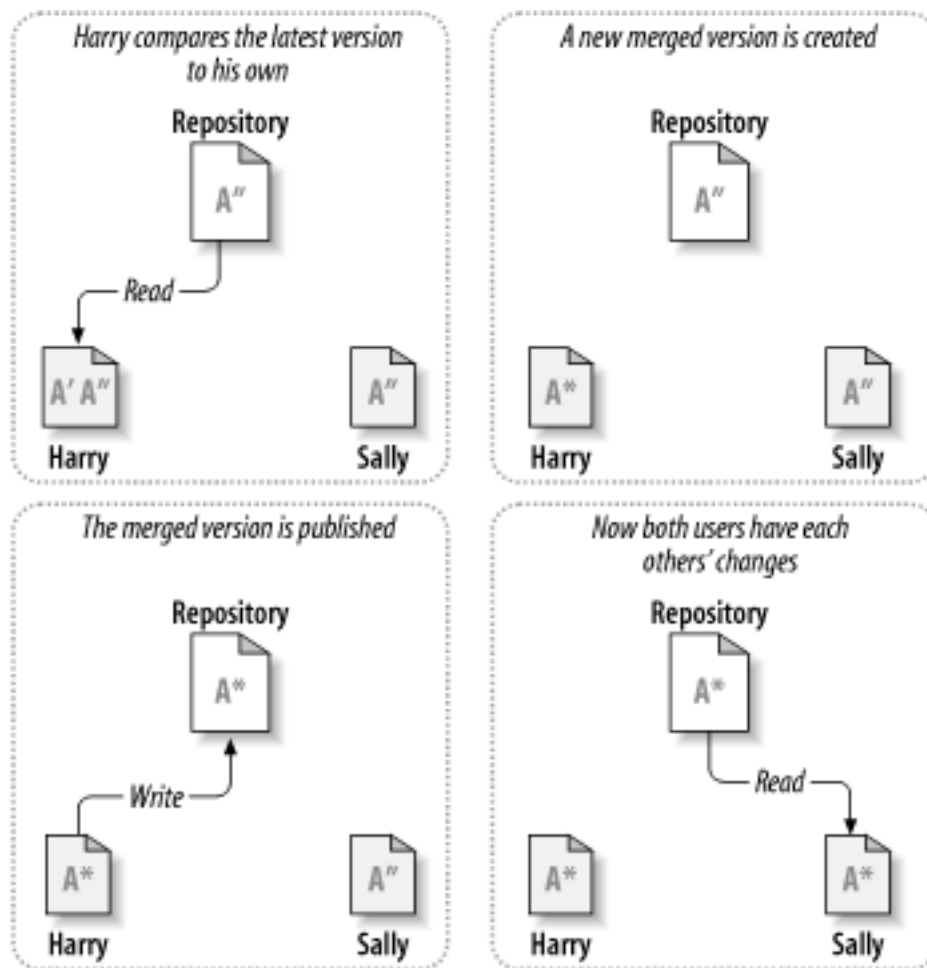 Harry compares the latest version
to his own
Repository
A″
Read
A′ A″
A″
Harry
Sally
A new merged version is created
Repository
A″
A*
A″
Harry
Sally
The merged version is published
Repository
A*
Write
A*
A″
Harry
Sally
Now both users have each
others’ changes
Repository
A*
Read
A*
A*
Harry
Sally